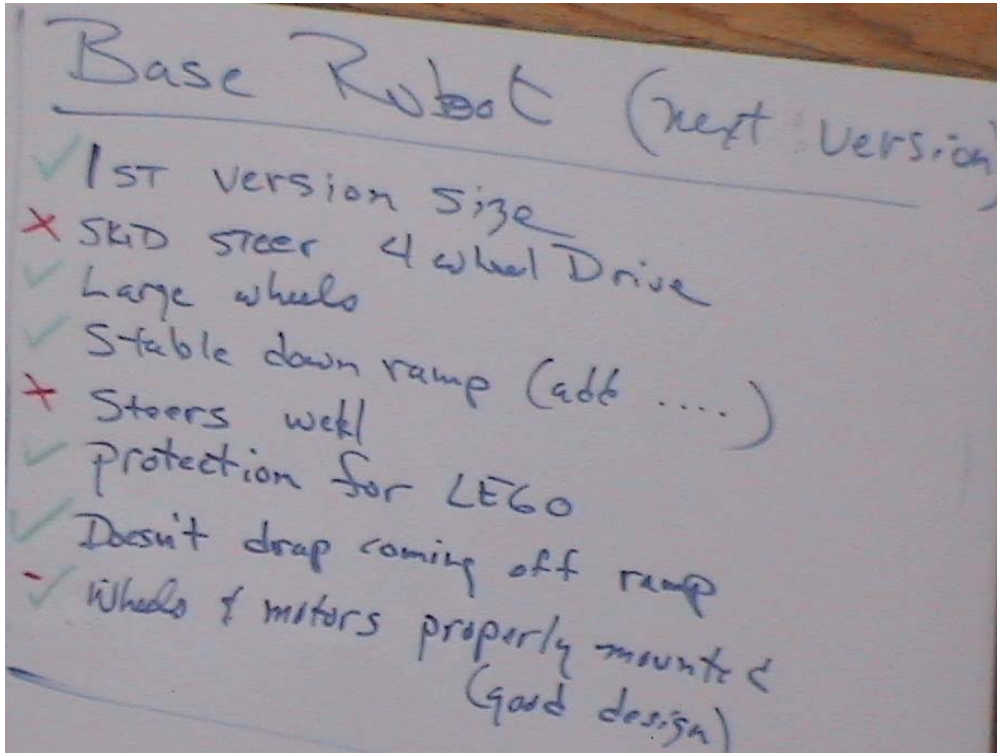 Base Robot (next version)
1ST version size
SKID steer 4 wheel Drive
Large wheels
Stable down ramp (add ....)
Steers well
protection for LEGO
Doesn't drop coming off ramp
Wheels & motors properly mounted
(good design)